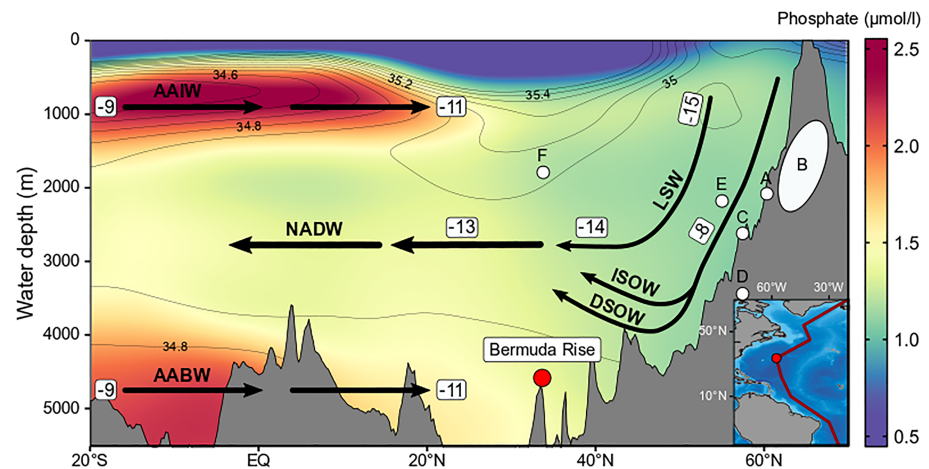 Phosphate (μmol/l)
0
1000
2000
3000
4000
5000
Water depth (m)
20°S
EQ
20°N
40°N
60°N
2.5
2.0
1.5
1.0
0.5
34.6
35.2
35.4
35
AAIW
-9
-11
34.8
-15
F
E
A
B
C
D
LSW
-8
NADW
-13
-14
ISOW
DSOW
34.8
AABW
-9
-11
Bermuda Rise
60°W
30°W
50°N
10°N